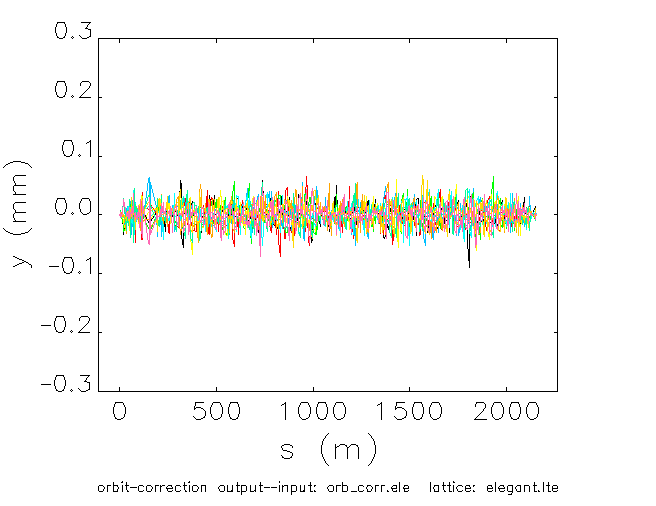 0.3
0.2
0.1
0.0
-0.1
-0.2
-0.3
y (mm)
0 500 1000 1500 2000
s (m)
orbit-correction output--input: orb_corr.ele lattice: elegant.lte